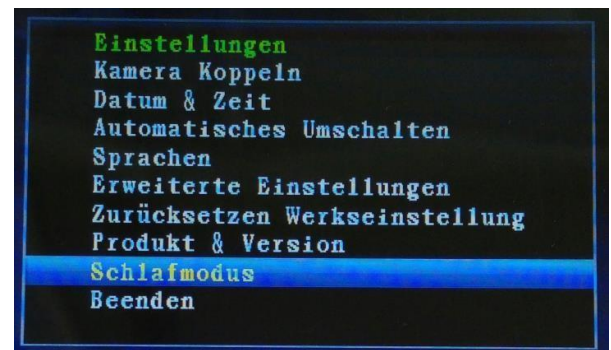 Einstellungen
Kamera Koppeln
Datum & Zeit
Automatisches Umschalten
Sprachen
Erweiterte Einstellungen
Zurücksetzen Werkseinstellung
Produkt & Version
Schlafmodus
Beenden